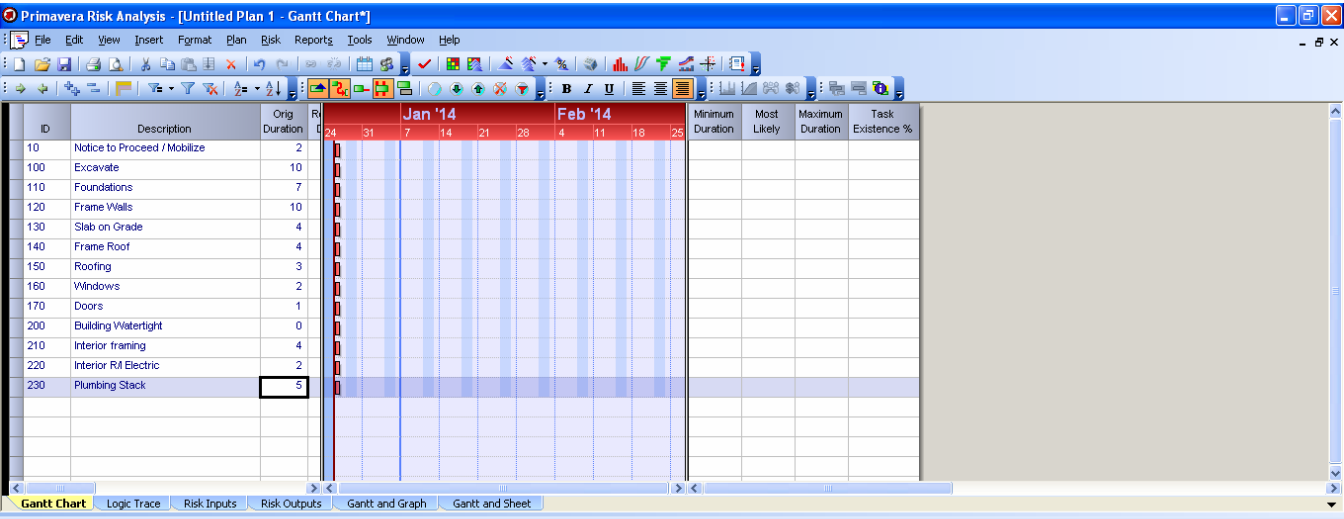 Primavera Risk Analysis - [Untitled Plan 1 - Gantt Chart*]
File Edit View Insert Format Plan Risk Reports Tools Window Help
B I U
ID Description Orig Duration Jan '14 Feb '14 Minimum Duration Most Likely Maximum Duration Task Existence %
24 31 7 14 21 28 4 11 18 25
10 Notice to Proceed / Mobilize 2
100 Excavate 10
110 Foundations 7
120 Frame Walls 10
130 Slab on Grade 4
140 Frame Roof 4
150 Roofing 3
160 Windows 2
170 Doors 1
200 Building Watertight 0
210 Interior framing 4
220 Interior R/I Electric 2
230 Plumbing Stack 5
Gantt Chart Logic Trace Risk Inputs Risk Outputs Gantt and Graph Gantt and Sheet